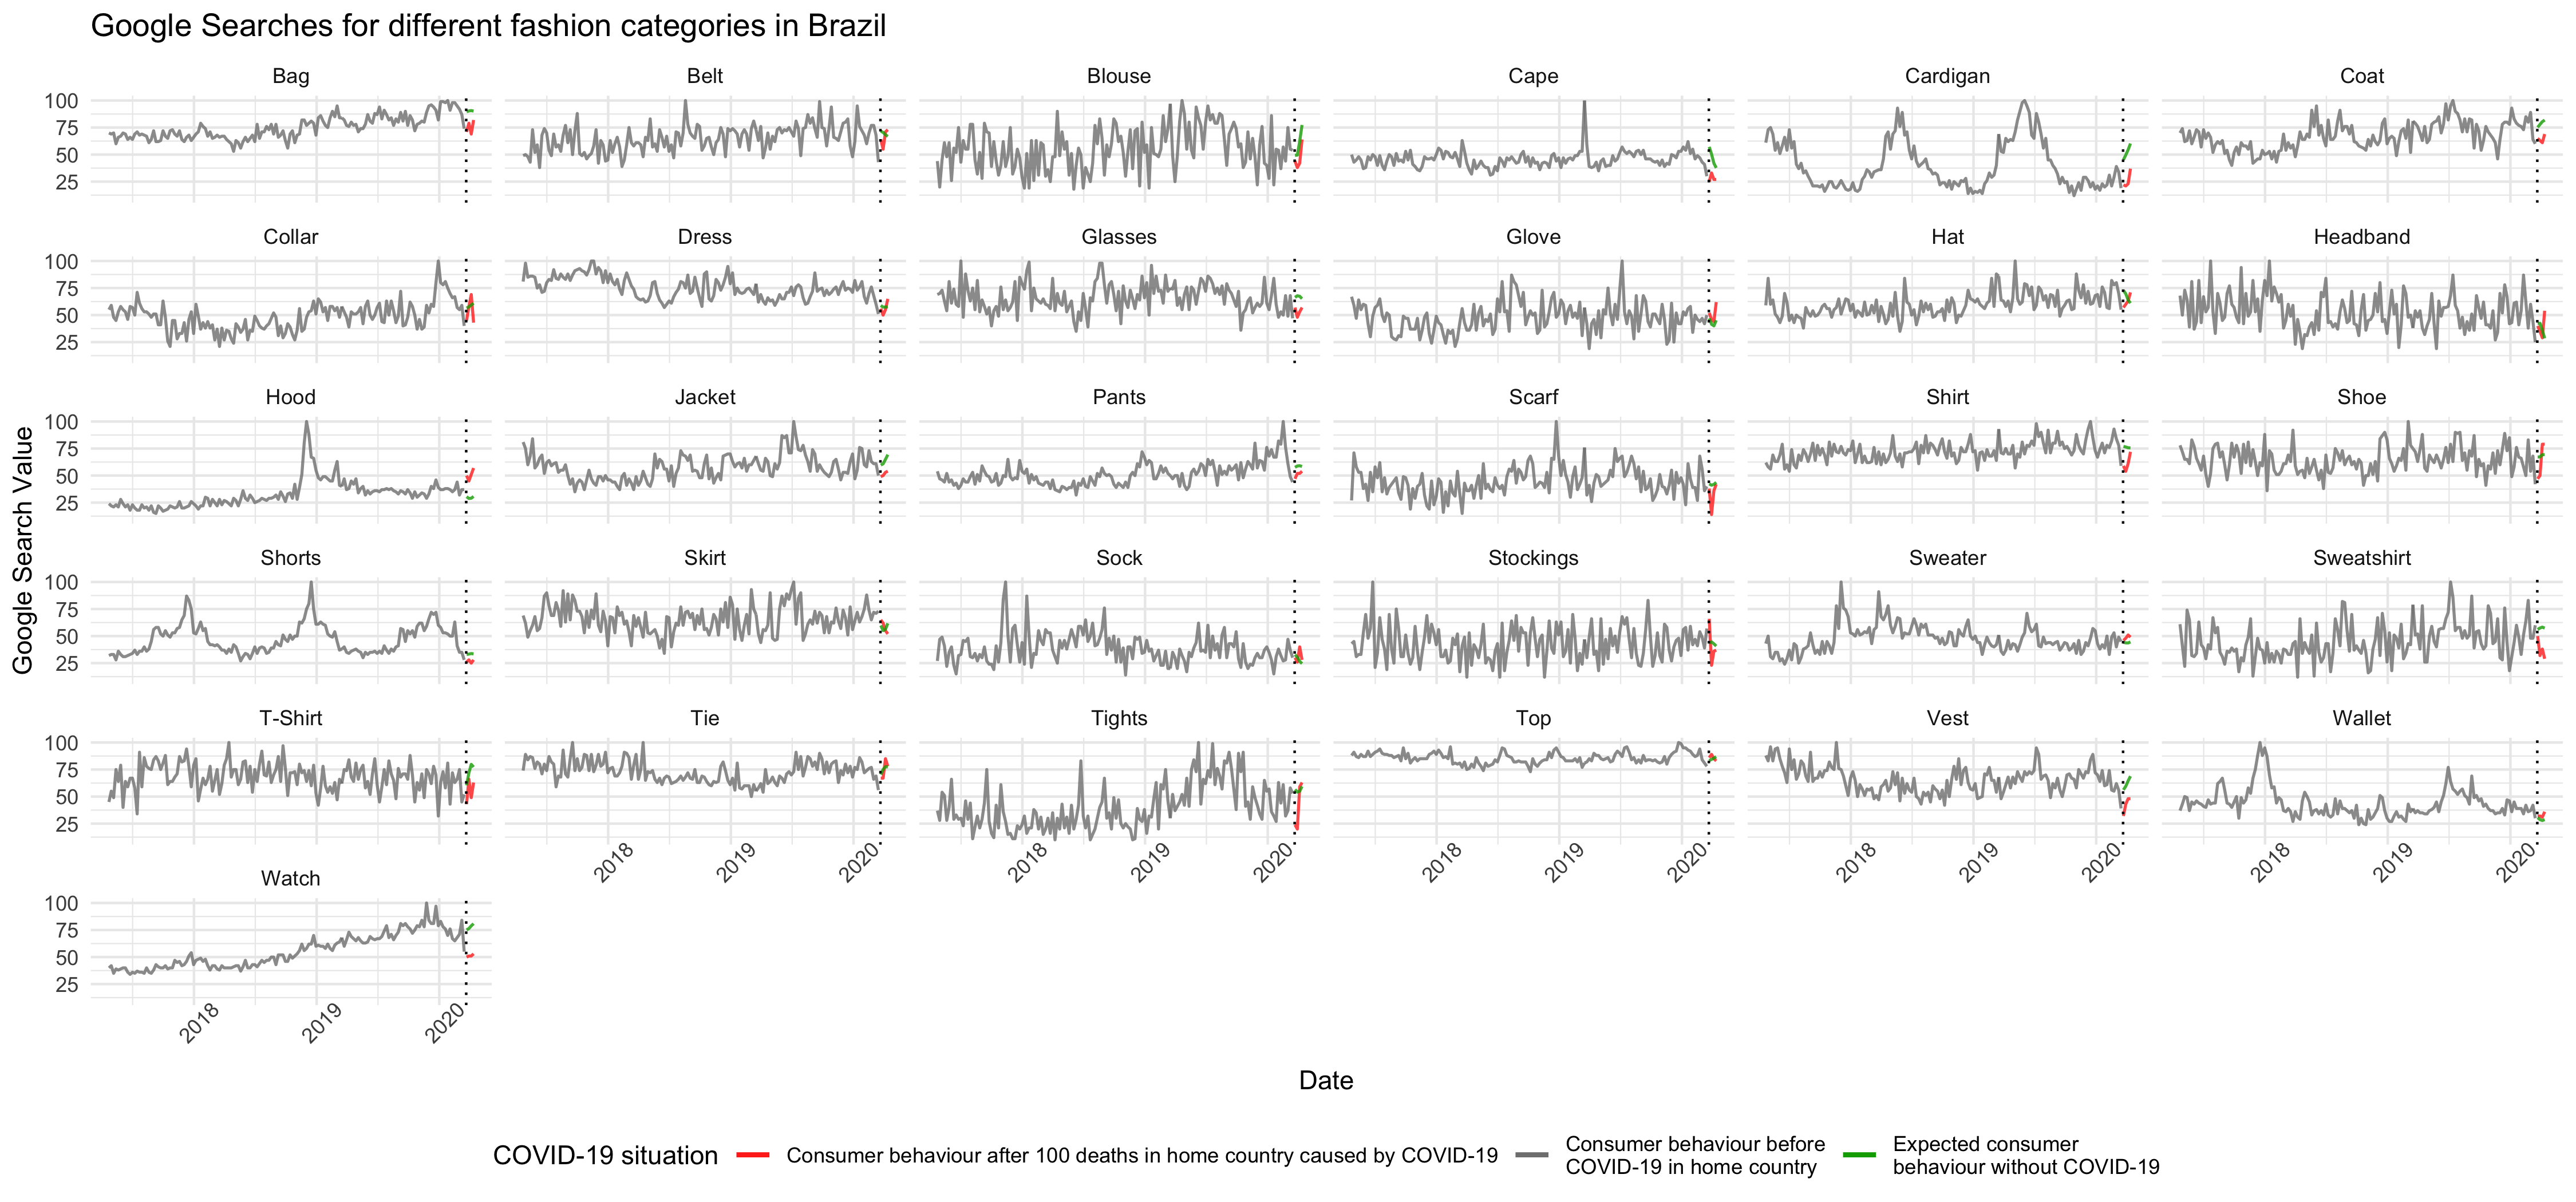 Google Searches for different fashion categories in Brazil
Bag Belt Blouse Cape Cardigan Coat
100
75
50
25
Collar Dress Glasses Glove Hat Headband
100
75
50
25
Hood Jacket Pants Scarf Shirt Shoe
100
75
50
25
Google Search Value
Shorts Skirt Sock Stockings Sweater Sweatshirt
100
75
50
25
T-Shirt Tie Tights Top Vest Wallet
100
75
50
25
2018 2019 2020 2018 2019 2020 2018 2019 2020 2018 2019 2020 2018 2019 2020
Watch
100
75
50
25
2018 2019 2020
Date
COVID-19 situation
Consumer behaviour after 100 deaths in home country caused by COVID-19
Consumer behaviour before
COVID-19 in home country
Expected consumer
behaviour without COVID-19